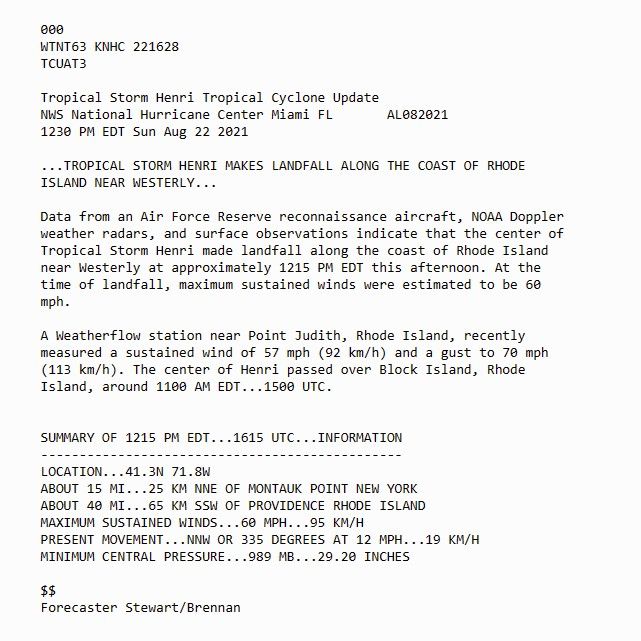 000
WTNT63 KNHC 221628
TCUAT3
Tropical Storm Henri Tropical Cyclone Update
NWS National Hurricane Center Miami FL       AL082021
1230 PM EDT Sun Aug 22 2021
...TROPICAL STORM HENRI MAKES LANDFALL ALONG THE COAST OF RHODE
ISLAND NEAR WESTERLY...
Data from an Air Force Reserve reconnaissance aircraft, NOAA Doppler
weather radars, and surface observations indicate that the center of
Tropical Storm Henri made landfall along the coast of Rhode Island
near Westerly at approximately 1215 PM EDT this afternoon. At the
time of landfall, maximum sustained winds were estimated to be 60
mph.
A Weatherflow station near Point Judith, Rhode Island, recently
measured a sustained wind of 57 mph (92 km/h) and a gust to 70 mph
(113 km/h). The center of Henri passed over Block Island, Rhode
Island, around 1100 AM EDT...1500 UTC.
SUMMARY OF 1215 PM EDT...1615 UTC...INFORMATION
-----------------------------------------------
LOCATION...41.3N 71.8W
ABOUT 15 MI...25 KM NNE OF MONTAUK POINT NEW YORK
ABOUT 40 MI...65 KM SSW OF PROVIDENCE RHODE ISLAND
MAXIMUM SUSTAINED WINDS...60 MPH...95 KM/H
PRESENT MOVEMENT...NNW OR 335 DEGREES AT 12 MPH...19 KM/H
MINIMUM CENTRAL PRESSURE...989 MB...29.20 INCHES
$$
Forecaster Stewart/Brennan